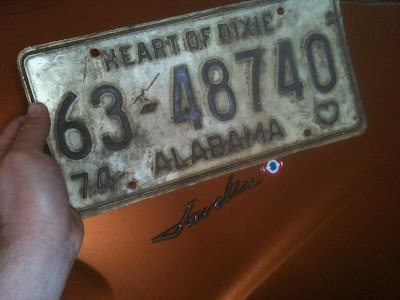 HEART OF DIXIE
63-48740
74 ALABAMA
Javelin